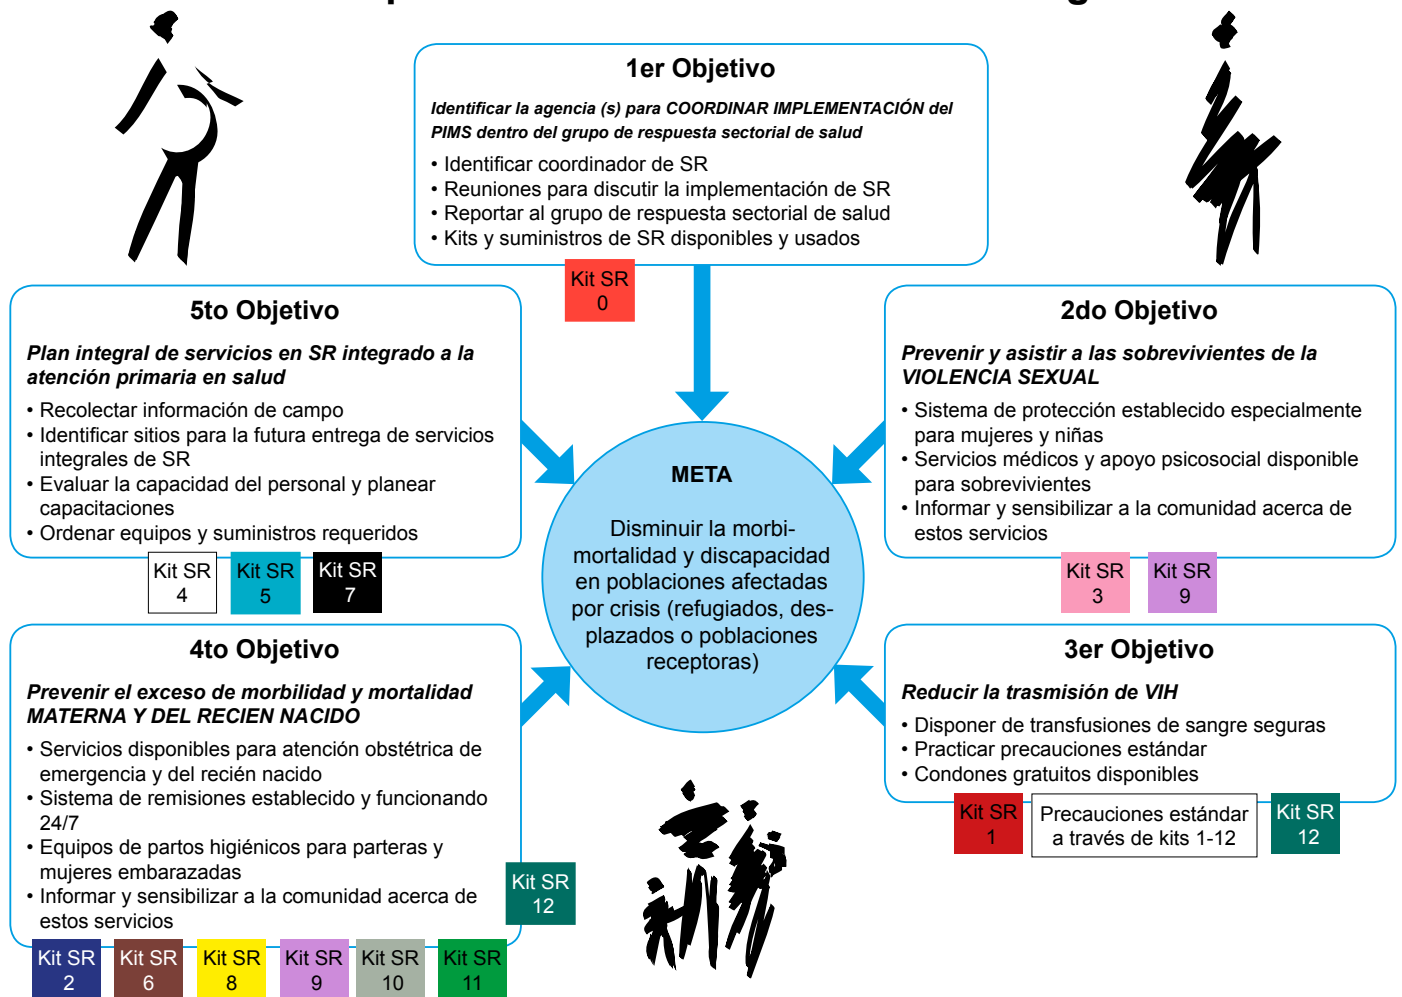 1er Objetivo
Identificar la agencia (s) para COORDINAR IMPLEMENTACIÓN del
PIMS dentro del grupo de respuesta sectorial de salud
• Identificar coordinador de SR
• Reuniones para discutir la implementación de SR
• Reportar al grupo de respuesta sectorial de salud
• Kits y suministros de SR disponibles y usados
Kit SR
0
5to Objetivo
Plan integral de servicios en SR integrado a la
atención primaria en salud
• Recolectar información de campo
• Identificar sitios para la futura entrega de servicios
integrales de SR
• Evaluar la capacidad del personal y planear
capacitaciones
• Ordenar equipos y suministros requeridos
Kit SR
4
Kit SR
5
Kit SR
7
2do Objetivo
Prevenir y asistir a las sobrevivientes de la
VIOLENCIA SEXUAL
• Sistema de protección establecido especialmente
para mujeres y niñas
• Servicios médicos y apoyo psicosocial disponible
para sobrevivientes
• Informar y sensibilizar a la comunidad acerca de
estos servicios
Kit SR
3
Kit SR
9
META
Disminuir la morbi-
mortalidad y discapacidad
en poblaciones afectadas
por crisis (refugiados, des-
plazados o poblaciones
receptoras)
4to Objetivo
Prevenir el exceso de morbilidad y mortalidad
MATERNA Y DEL RECIEN NACIDO
• Servicios disponibles para atención obstétrica de
emergencia y del recién nacido
• Sistema de remisiones establecido y funcionando
24/7
• Equipos de partos higiénicos para parteras y
mujeres embarazadas
• Informar y sensibilizar a la comunidad acerca de
estos servicios
Kit SR
12
Kit SR
2
Kit SR
6
Kit SR
8
Kit SR
9
Kit SR
10
Kit SR
11
3er Objetivo
Reducir la trasmisión de VIH
• Disponer de transfusiones de sangre seguras
• Practicar precauciones estándar
• Condones gratuitos disponibles
Kit SR
1
Precauciones estándar
a través de kits 1-12
Kit SR
12